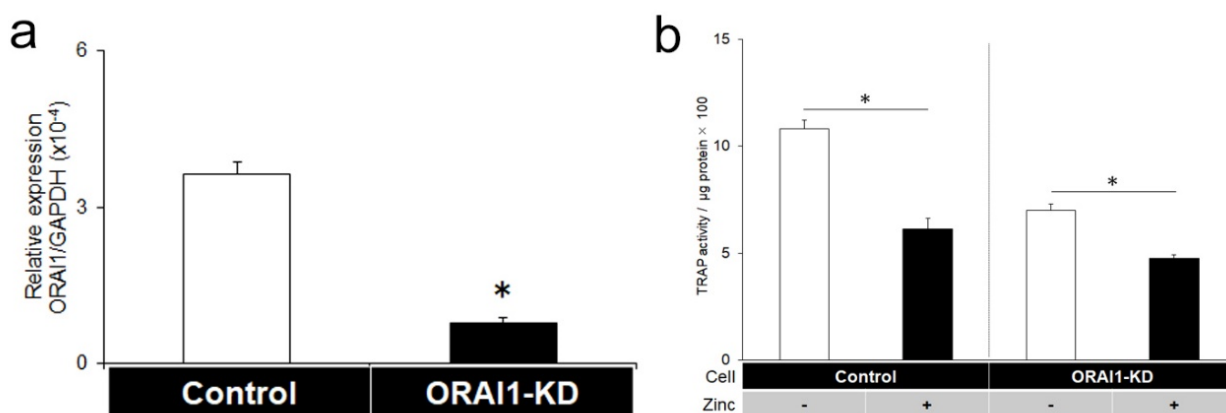 a
Relative expression
ORAI1/GAPDH (x10-4)
6
3
0
*
Control ORAI1-KD
b
TRAP activity / µg protein × 100
15
10
5
0
*
*
Cell Control ORAI1-KD
Zinc - + - +